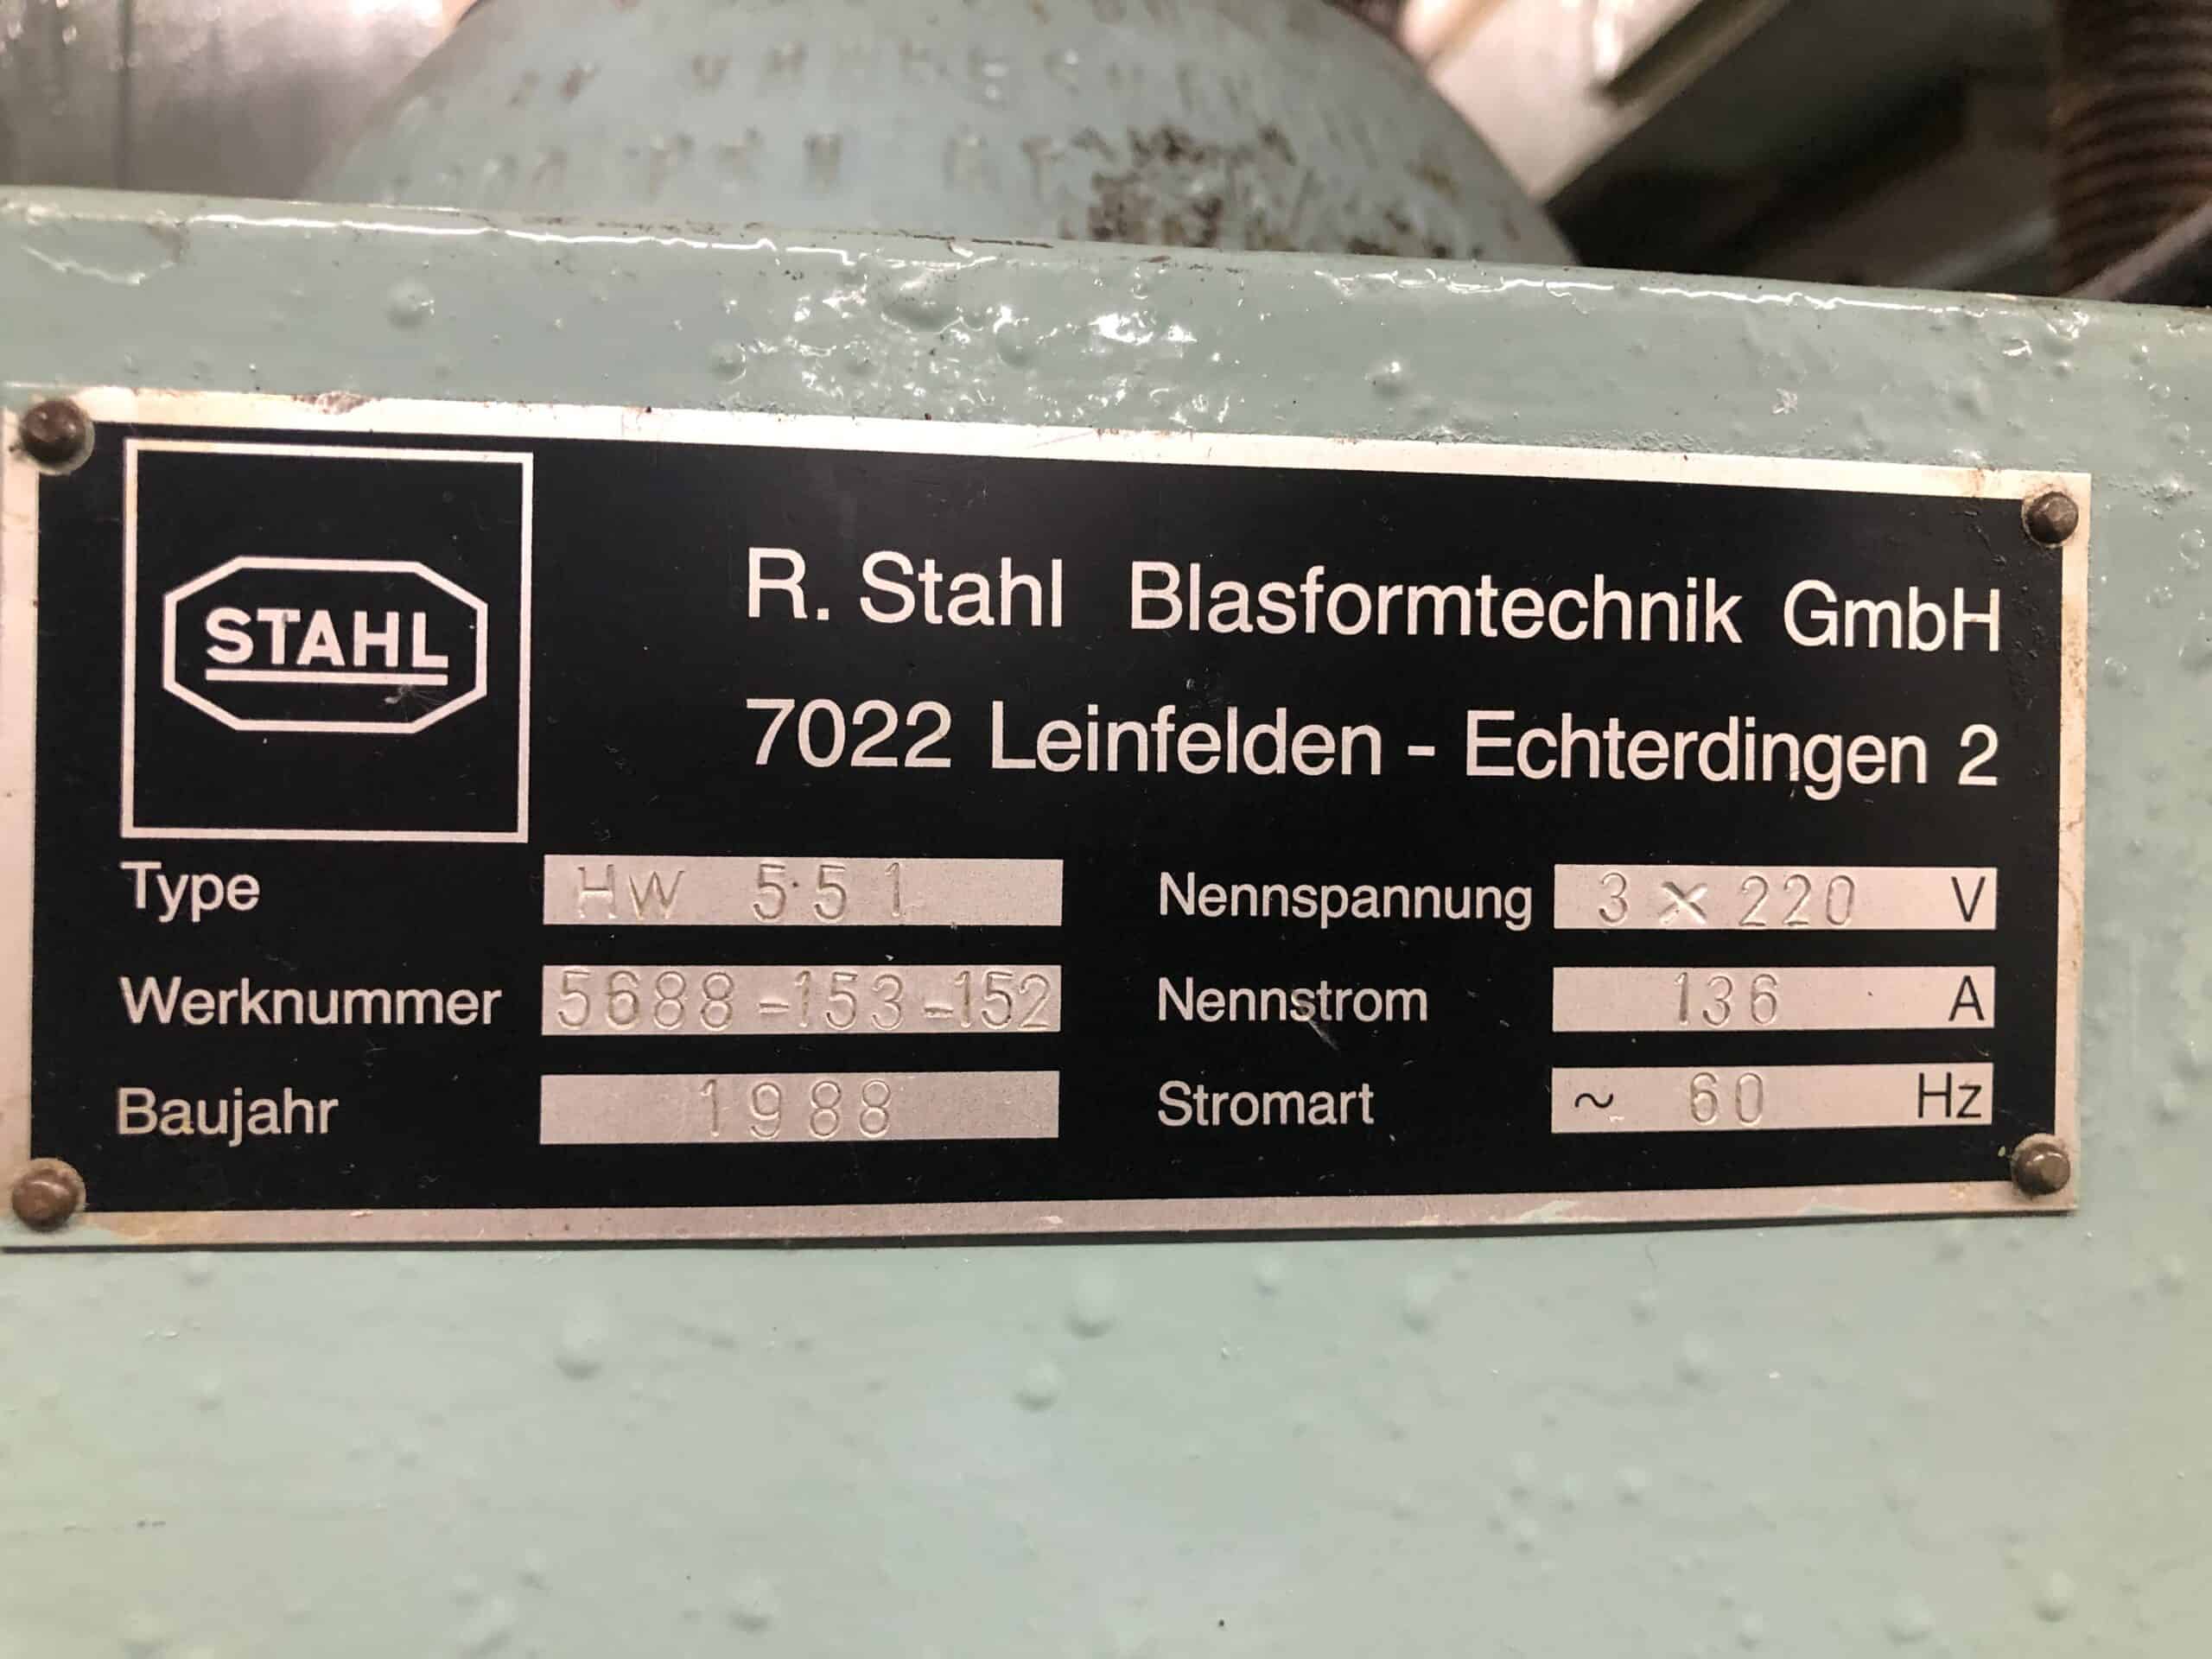 STAHL
R. Stahl Blasformtechnik GmbH
7022 Leinfelden - Echterdingen 2
Type HW 551
Nennspannung 3 × 220 V
Werknummer 5688-153-152
Nennstrom 136 A
Baujahr 1988
Stromart ~ 60 Hz